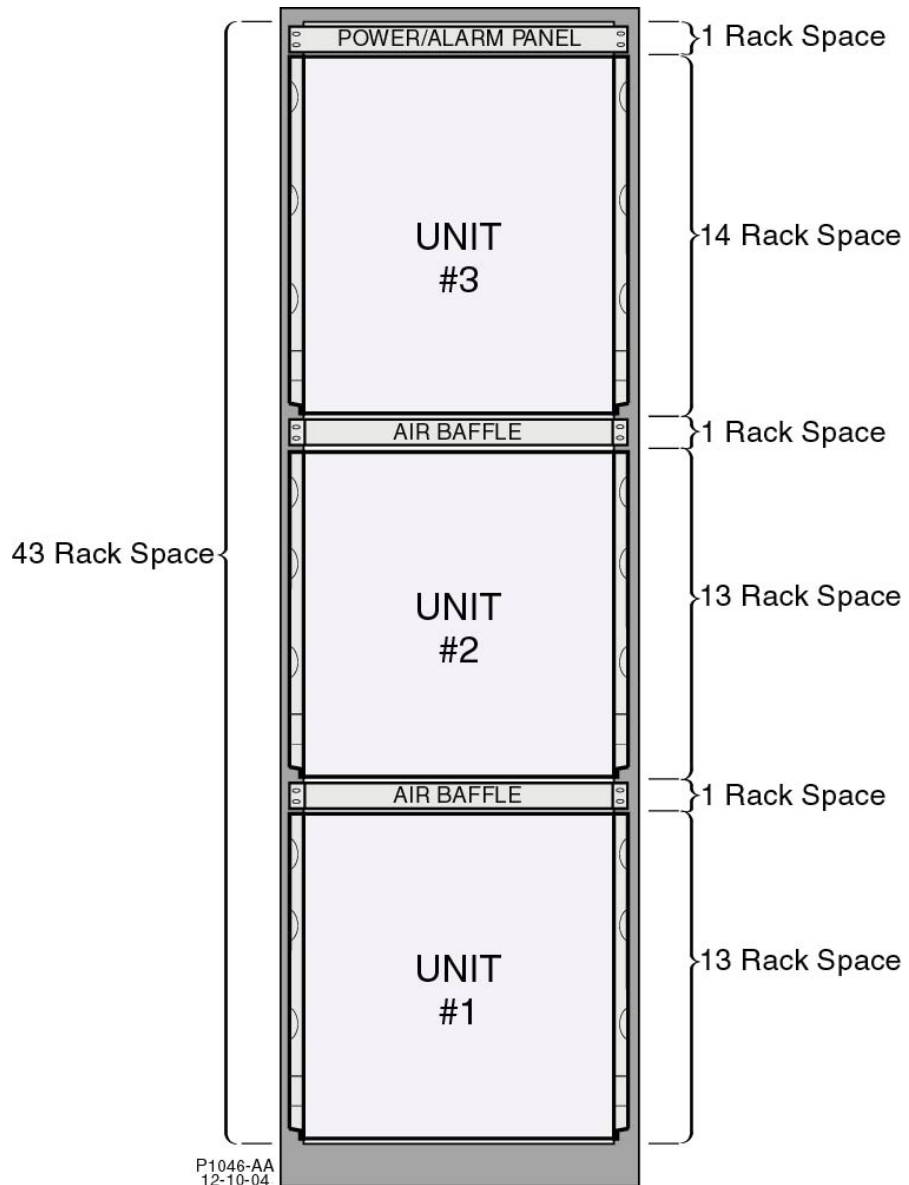 POWER/ALARM PANEL
1 Rack Space
UNIT
#3
14 Rack Space
AIR BAFFLE
1 Rack Space
43 Rack Space
UNIT
#2
13 Rack Space
AIR BAFFLE
1 Rack Space
UNIT
#1
13 Rack Space
P1046-AA
12-10-04